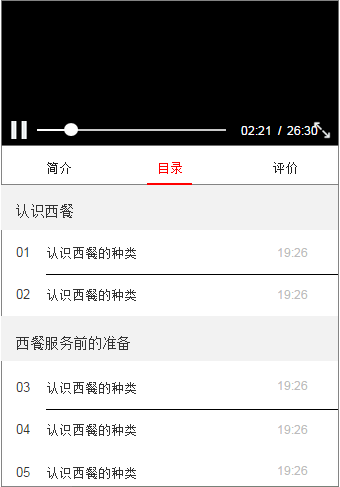 02:21 / 26:30
简介 目录 评价
认识西餐
01 认识西餐的种类 19:26
02 认识西餐的种类 19:26
西餐服务前的准备
03 认识西餐的种类 19:26
04 认识西餐的种类 19:26
05 认识西餐的种类 19:26